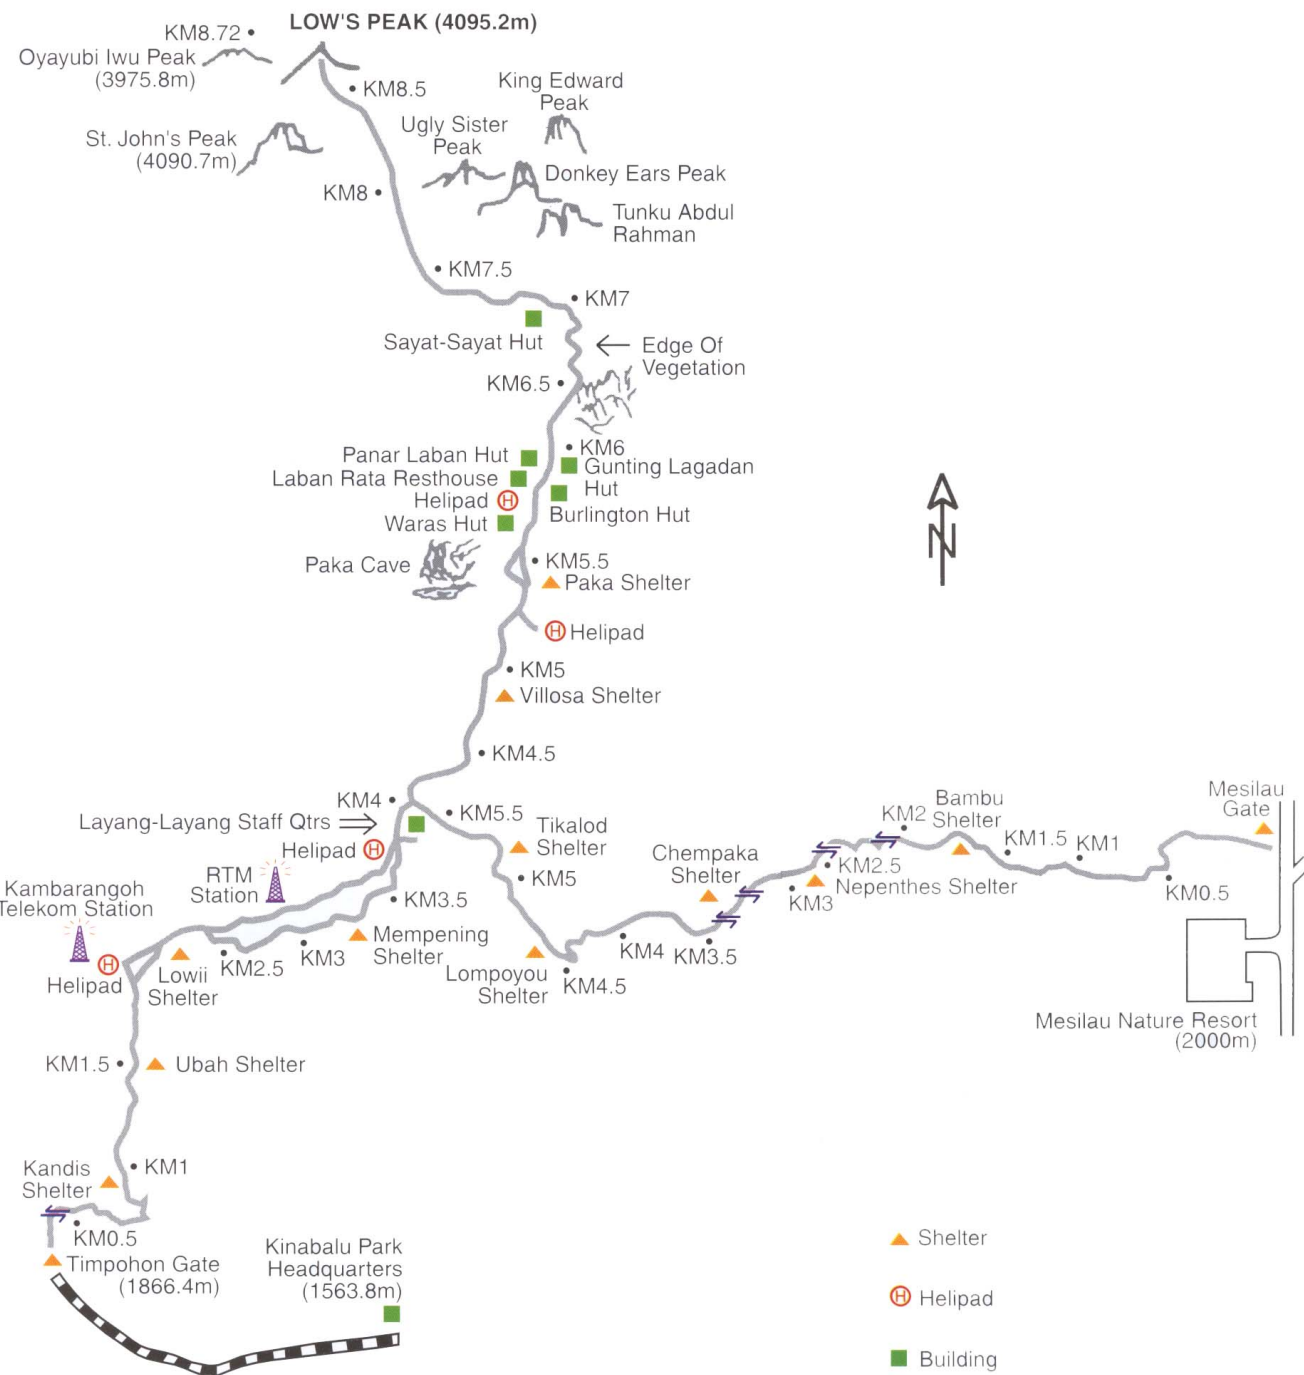 LOW'S PEAK (4095.2m)
KM8.72
Oyayubi Iwu Peak
(3975.8m)
KM8.5
King Edward
Peak
Ugly Sister
Peak
St. John's Peak
(4090.7m)
Donkey Ears Peak
KM8
Tunku Abdul
Rahman
KM7.5
KM7
Sayat-Sayat Hut
Edge Of
Vegetation
KM6.5
KM6
Panar Laban Hut
Gunting Lagadan
Hut
Laban Rata Resthouse
Helipad
H
Burlington Hut
Waras Hut
Paka Cave
KM5.5
Paka Shelter
H
Helipad
KM5
Villosa Shelter
KM4.5
N
KM4
Layang-Layang Staff Qtrs
Helipad
H
KM5.5
Tikalod
Shelter
KM5
RTM
Station
Kambarangoh
Telekom Station
KM3.5
Mempening
Shelter
KM3
KM2.5
Lowii
Shelter
H
Helipad
Lompoyou
Shelter
KM4.5
KM4
KM3.5
Chempaka
Shelter
KM3
Nepenthes Shelter
KM2.5
KM2
Bambu
Shelter
KM1.5
KM1
KM0.5
Mesilau
Gate
Mesilau Nature Resort
(2000m)
KM1.5
Ubah Shelter
KM1
Kandis
Shelter
KM0.5
Timpohon Gate
(1866.4m)
Kinabalu Park
Headquarters
(1563.8m)
Shelter
H
Helipad
Building